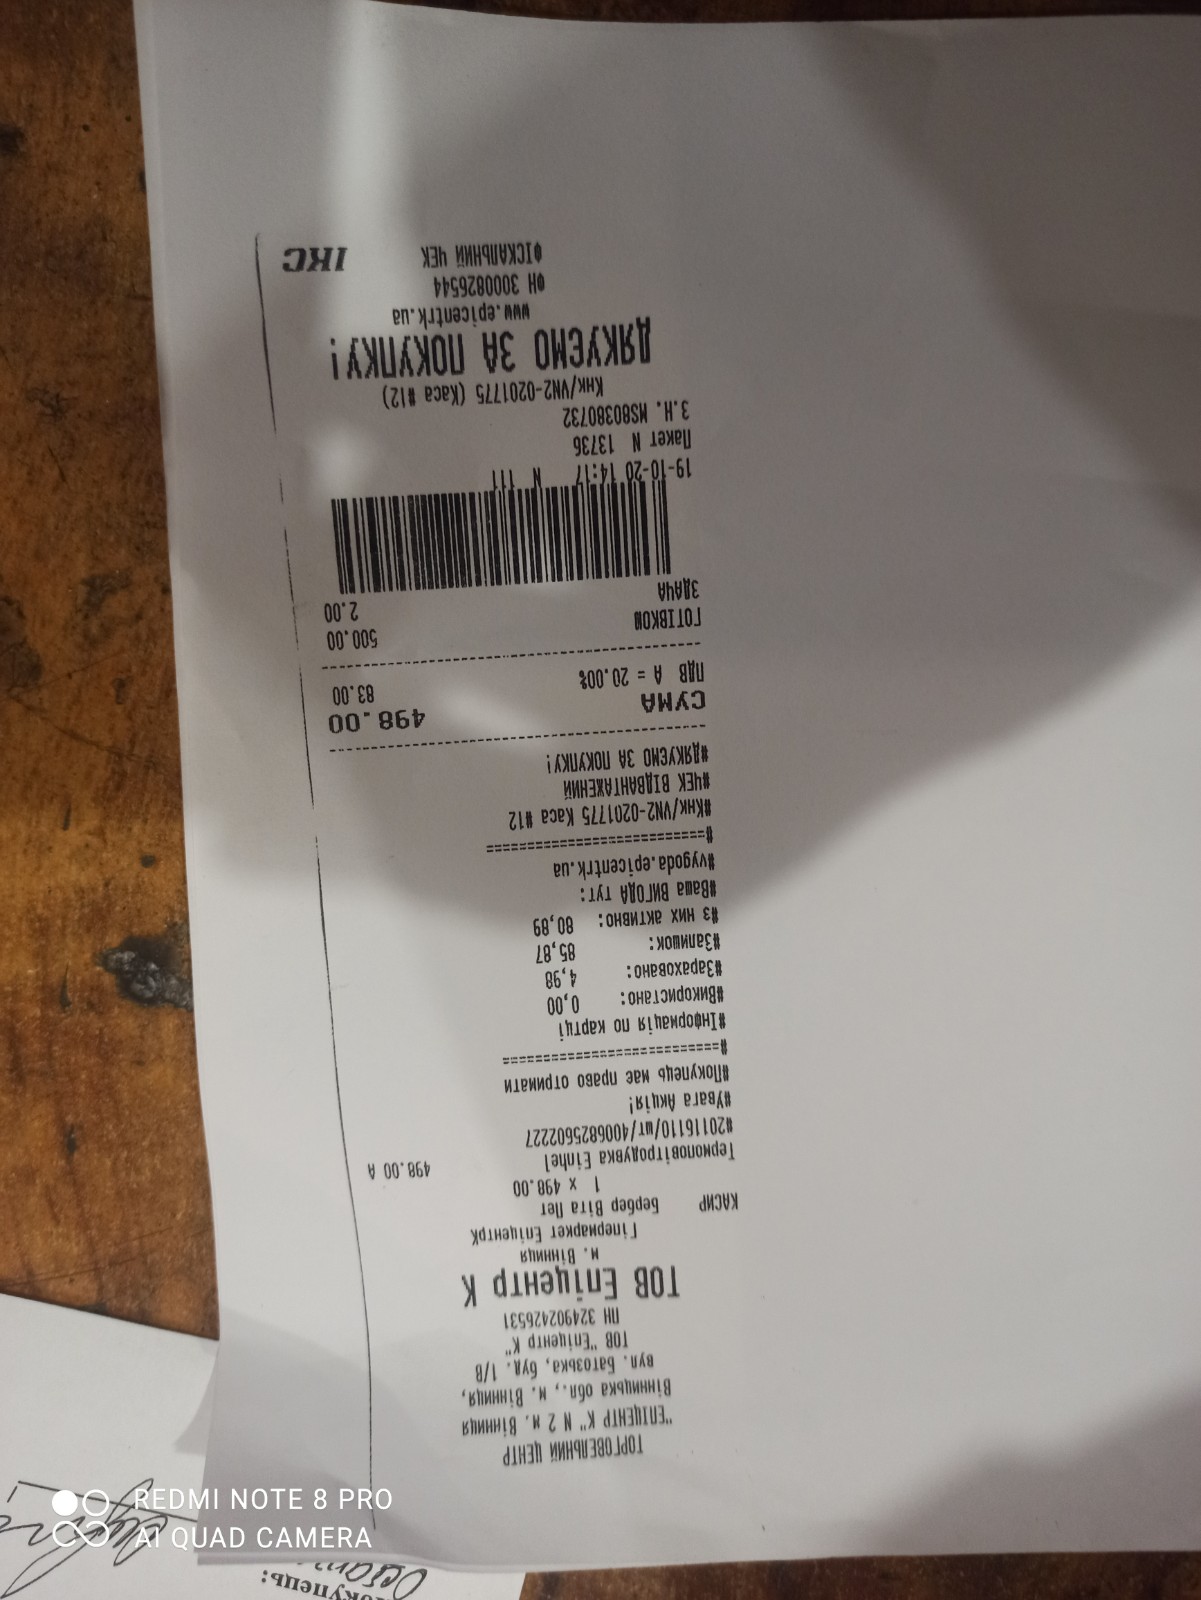 ТОРГОВЕЛЬНИЙ ЦЕНТР
"ЕПІЦЕНТР К" N 2 м. Вінниця
Вінницька обл., м. Вінниця,
вул. Батозька, буд. 1/В
ТОВ "Епіцентр К"
ПН 324902426531
ТОВ Епіцентр К
м. Вінниця
Гіпермаркет ЕпіцентрК
КАСИР Бербер Віта Пет
1 x 498.00
Термоповітродувка Einhel 498.00 А
#20116110/шт/4006825602227
#Увага Акція!
#Покупець має право отримати
#==========================
#Інформація по картці
#Використано: 0,00
#Зараховано: 4,98
#Залишок: 85,87
#з них активно: 80,89
#Ваша ВИГОДА тут:
#vygoda.epicentrk.ua
#==========================
#Кнк/VN2-0201775 Каса #12
#ЧЕК ВІДВАНТАЖЕНИЙ
#ДЯКУЄМО ЗА ПОКУПКУ!
СУМА 498.00
ПДВ А = 20.00% 83.00
ГОТІВКОЮ 500.00
ЗДАЧА 2.00
19-10-20 14:17 N 111
Пакет N 13736
З.Н. MS80380732
Кнк/VN2-0201775 (Каса #12)
ДЯКУЄМО ЗА ПОКУПКУ!
www.epicentrk.ua
ФН 3000826544
ФІСКАЛЬНИЙ ЧЕК ІКС
окупець:
REDMI NOTE 8 PRO
AI QUAD CAMERA